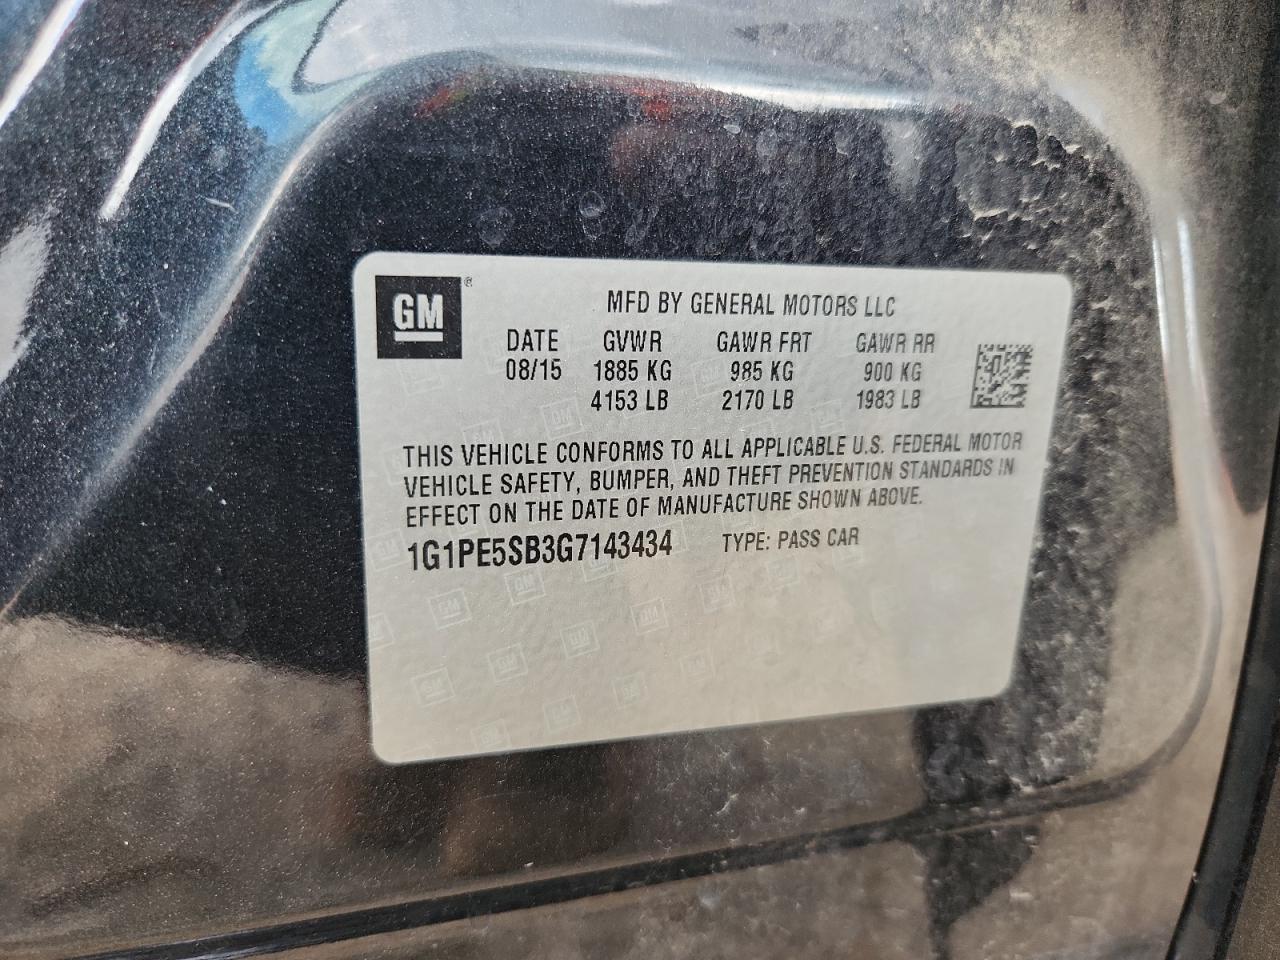 GM ®
MFD BY GENERAL MOTORS LLC
DATE GVWR GAWR FRT GAWR RR
08/15 1885 KG 985 KG 900 KG
4153 LB 2170 LB 1983 LB
THIS VEHICLE CONFORMS TO ALL APPLICABLE U.S. FEDERAL MOTOR
VEHICLE SAFETY, BUMPER, AND THEFT PREVENTION STANDARDS IN
EFFECT ON THE DATE OF MANUFACTURE SHOWN ABOVE.
1G1PE5SB3G7143434 TYPE: PASS CAR